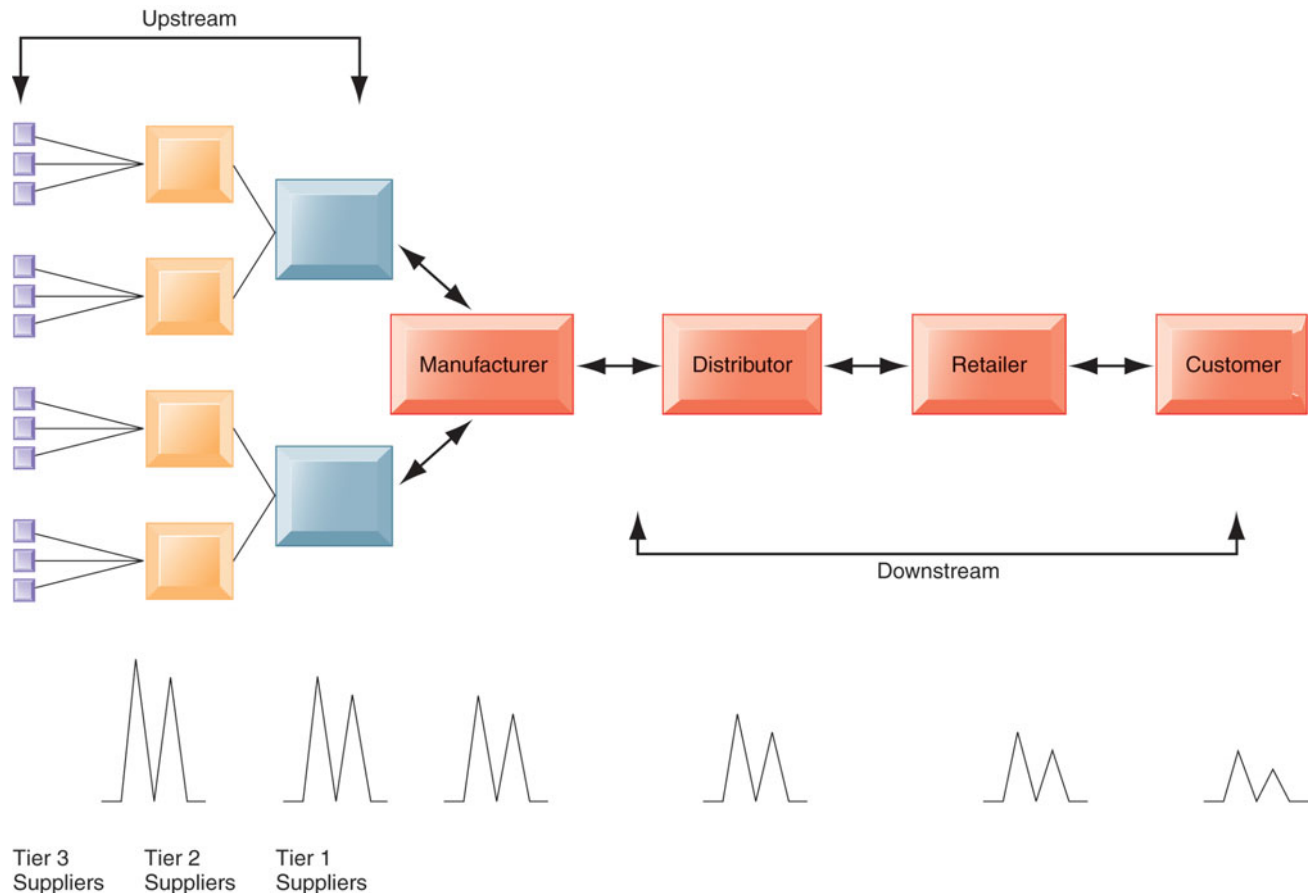 Upstream
Manufacturer
Distributor
Retailer
Customer
Downstream
Tier 3
Suppliers
Tier 2
Suppliers
Tier 1
Suppliers